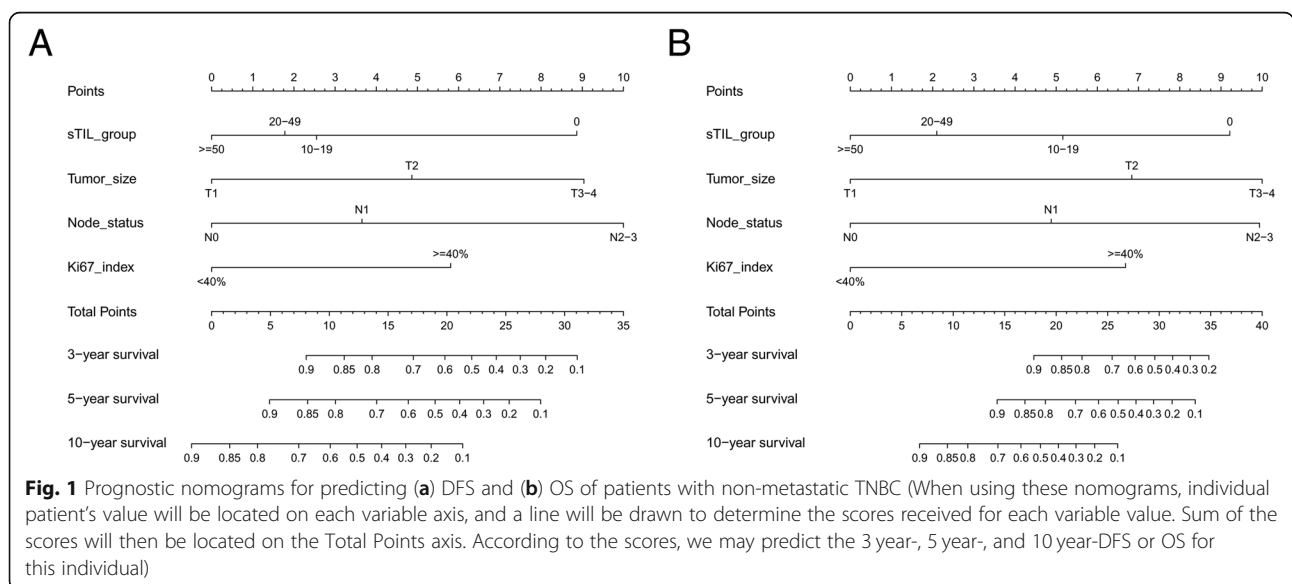 A
Points
0 1 2 3 4 5 6 7 8 9 10
sTIL_group
20−49 0
>=50 10−19
Tumor_size
T2
T1 T3−4
Node_status
N1
N0 N2−3
Ki67_index
>=40%
<40%
Total Points
0 5 10 15 20 25 30 35
3−year survival
0.9 0.85 0.8 0.7 0.6 0.5 0.4 0.3 0.2 0.1
5−year survival
0.9 0.85 0.8 0.7 0.6 0.5 0.4 0.3 0.2 0.1
10−year survival
0.9 0.85 0.8 0.7 0.6 0.5 0.4 0.3 0.2 0.1
B
Points
0 1 2 3 4 5 6 7 8 9 10
sTIL_group
20−49 0
>=50 10−19
Tumor_size
T2
T1 T3−4
Node_status
N1
N0 N2−3
Ki67_index
>=40%
<40%
Total Points
0 5 10 15 20 25 30 35 40
3−year survival
0.9 0.85 0.8 0.7 0.6 0.5 0.4 0.3 0.2
5−year survival
0.9 0.85 0.8 0.7 0.6 0.5 0.4 0.3 0.2 0.1
10−year survival
0.9 0.85 0.8 0.7 0.6 0.5 0.4 0.3 0.2 0.1
Fig. 1 Prognostic nomograms for predicting (a) DFS and (b) OS of patients with non-metastatic TNBC (When using these nomograms, individual
patient's value will be located on each variable axis, and a line will be drawn to determine the scores received for each variable value. Sum of the
scores will then be located on the Total Points axis. According to the scores, we may predict the 3 year-, 5 year-, and 10 year-DFS or OS for
this individual)